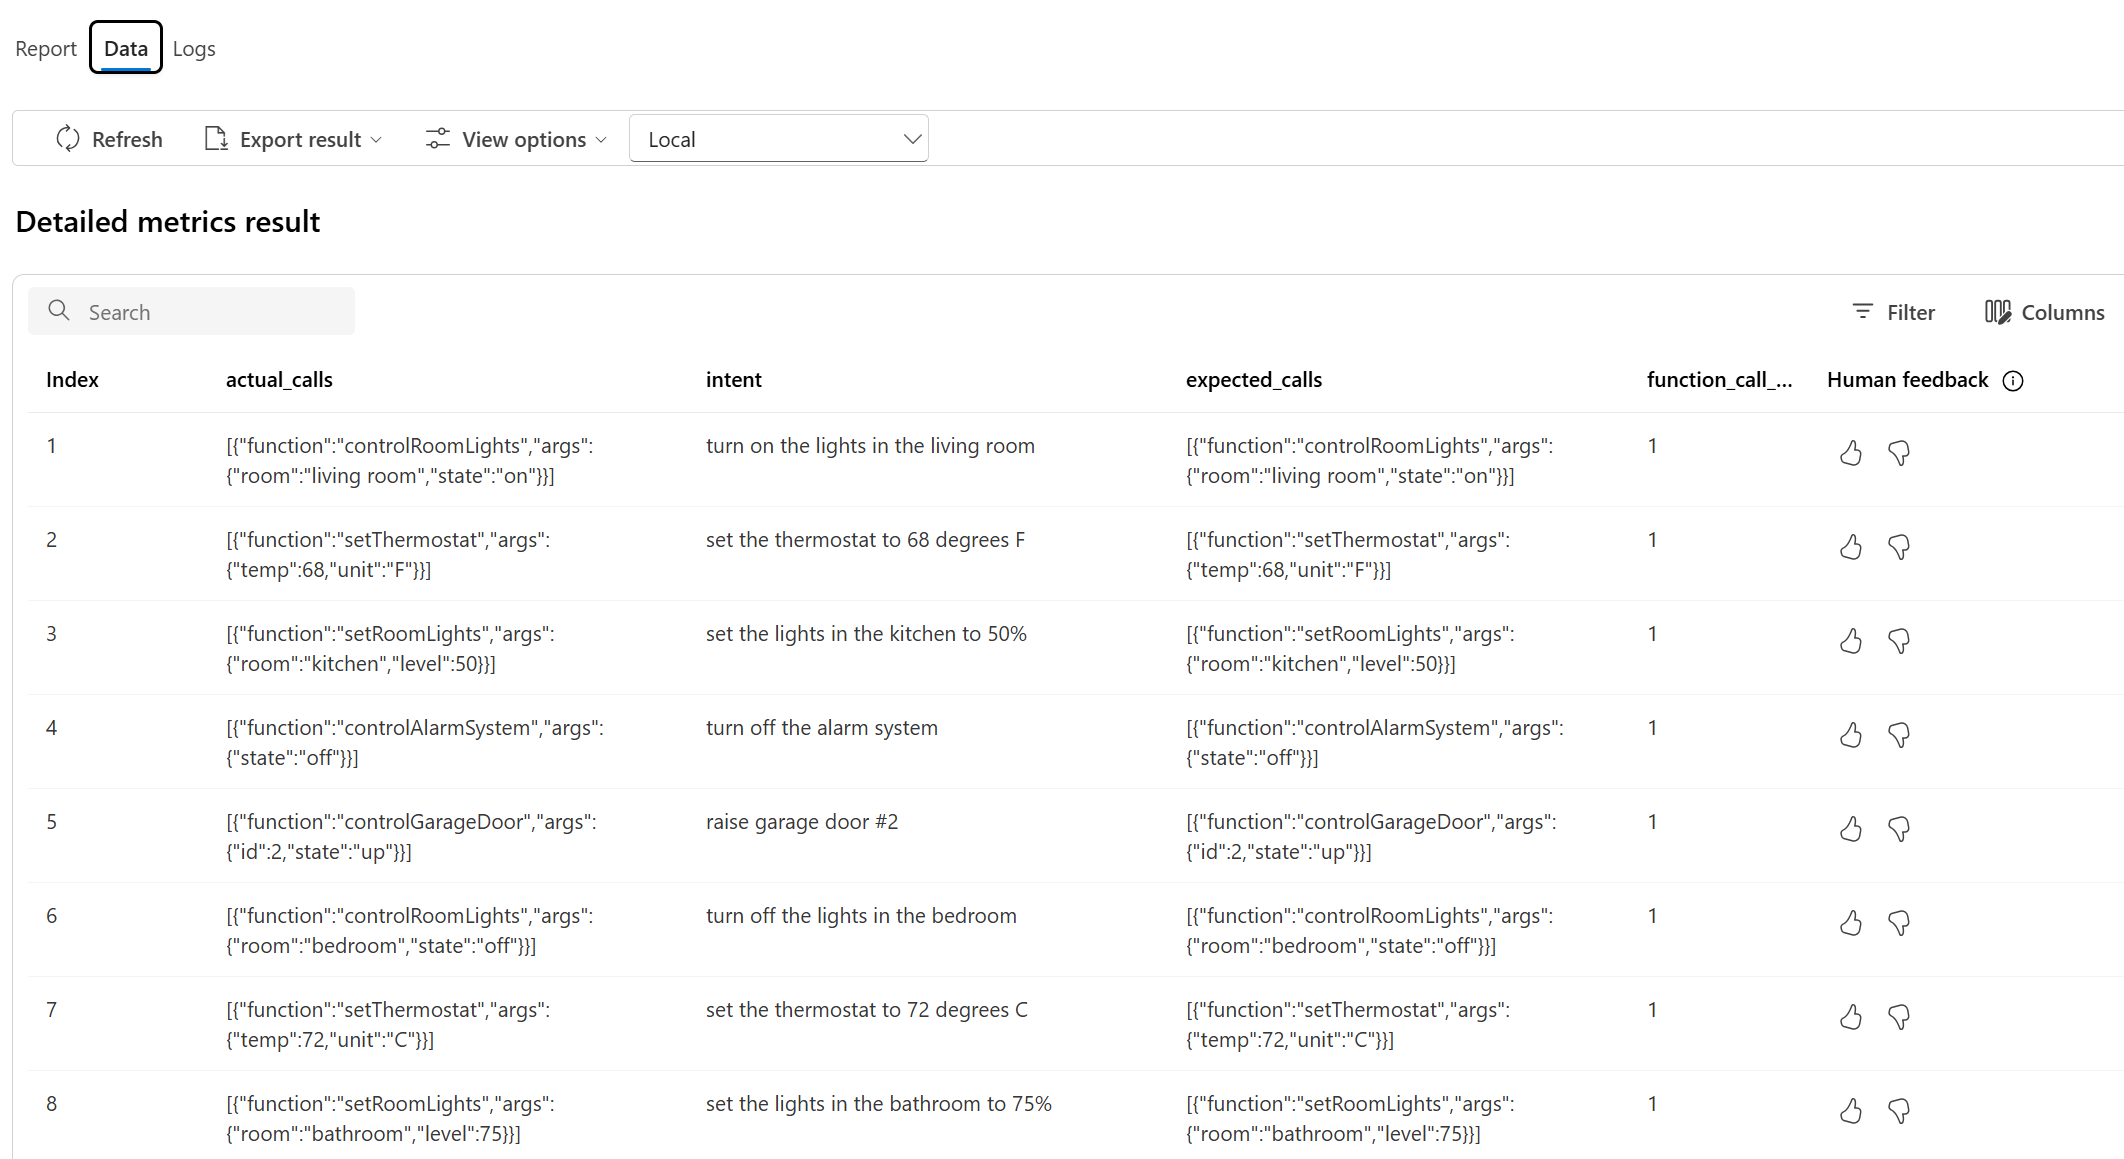 Report Data Logs
Refresh Export result View options Local
Detailed metrics result
Search Filter Columns
Index actual_calls intent expected_calls function_call_... Human feedback
1 [{"function":"controlRoomLights","args": turn on the lights in the living room [{"function":"controlRoomLights","args": 1
{"room":"living room","state":"on"}}] {"room":"living room","state":"on"}}]
2 [{"function":"setThermostat","args": set the thermostat to 68 degrees F [{"function":"setThermostat","args": 1
{"temp":68,"unit":"F"}}] {"temp":68,"unit":"F"}}]
3 [{"function":"setRoomLights","args": set the lights in the kitchen to 50% [{"function":"setRoomLights","args": 1
{"room":"kitchen","level":50}}] {"room":"kitchen","level":50}}]
4 [{"function":"controlAlarmSystem","args": turn off the alarm system [{"function":"controlAlarmSystem","args": 1
{"state":"off"}}] {"state":"off"}}]
5 [{"function":"controlGarageDoor","args": raise garage door #2 [{"function":"controlGarageDoor","args": 1
{"id":2,"state":"up"}}] {"id":2,"state":"up"}}]
6 [{"function":"controlRoomLights","args": turn off the lights in the bedroom [{"function":"controlRoomLights","args": 1
{"room":"bedroom","state":"off"}}] {"room":"bedroom","state":"off"}}]
7 [{"function":"setThermostat","args": set the thermostat to 72 degrees C [{"function":"setThermostat","args": 1
{"temp":72,"unit":"C"}}] {"temp":72,"unit":"C"}}]
8 [{"function":"setRoomLights","args": set the lights in the bathroom to 75% [{"function":"setRoomLights","args": 1
{"room":"bathroom","level":75}}] {"room":"bathroom","level":75}}]